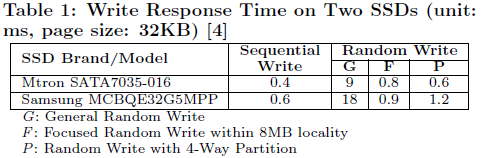 Table 1: Write Response Time on Two SSDs (unit:
ms, page size: 32KB) [4]
SSD Brand/Model Sequential Write Random Write
G F P
Mtron SATA7035-016 0.4 9 0.8 0.6
Samsung MCBQE32G5MPP 0.6 18 0.9 1.2
G: General Random Write
F: Focused Random Write within 8MB locality
P: Random Write with 4-Way Partition